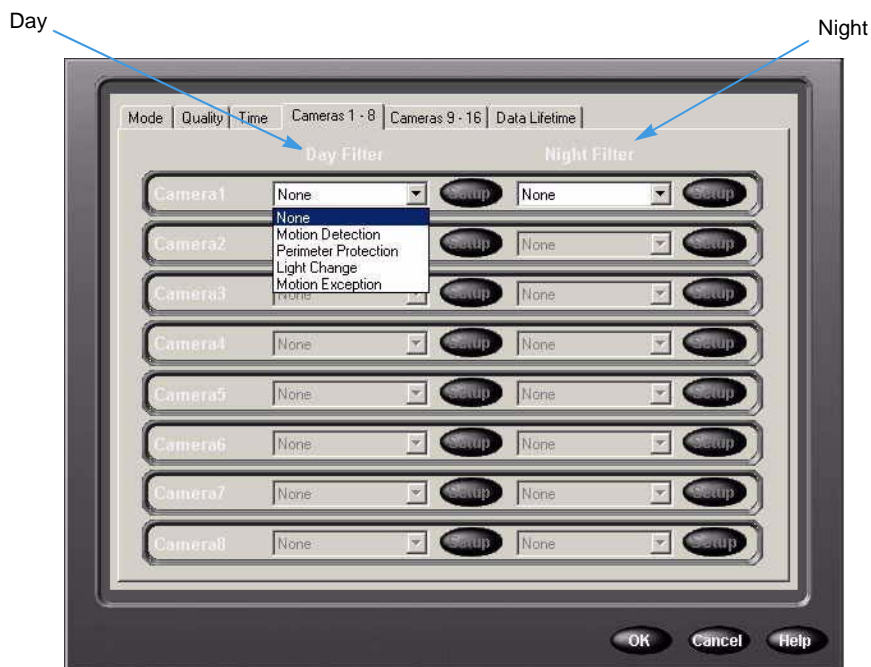 Day
Night
Mode Quality Time Cameras 1 - 8 Cameras 9 - 16 Data Lifetime
Day Filter Night Filter
Camera1 None Setup None Setup
None
Motion Detection
Perimeter Protection
Light Change
Motion Exception
Camera2 Setup None Setup
Camera3 None Setup None Setup
Camera4 None Setup None Setup
Camera5 None Setup None Setup
Camera6 None Setup None Setup
Camera7 None Setup None Setup
Camera8 None Setup None Setup
OK Cancel Help